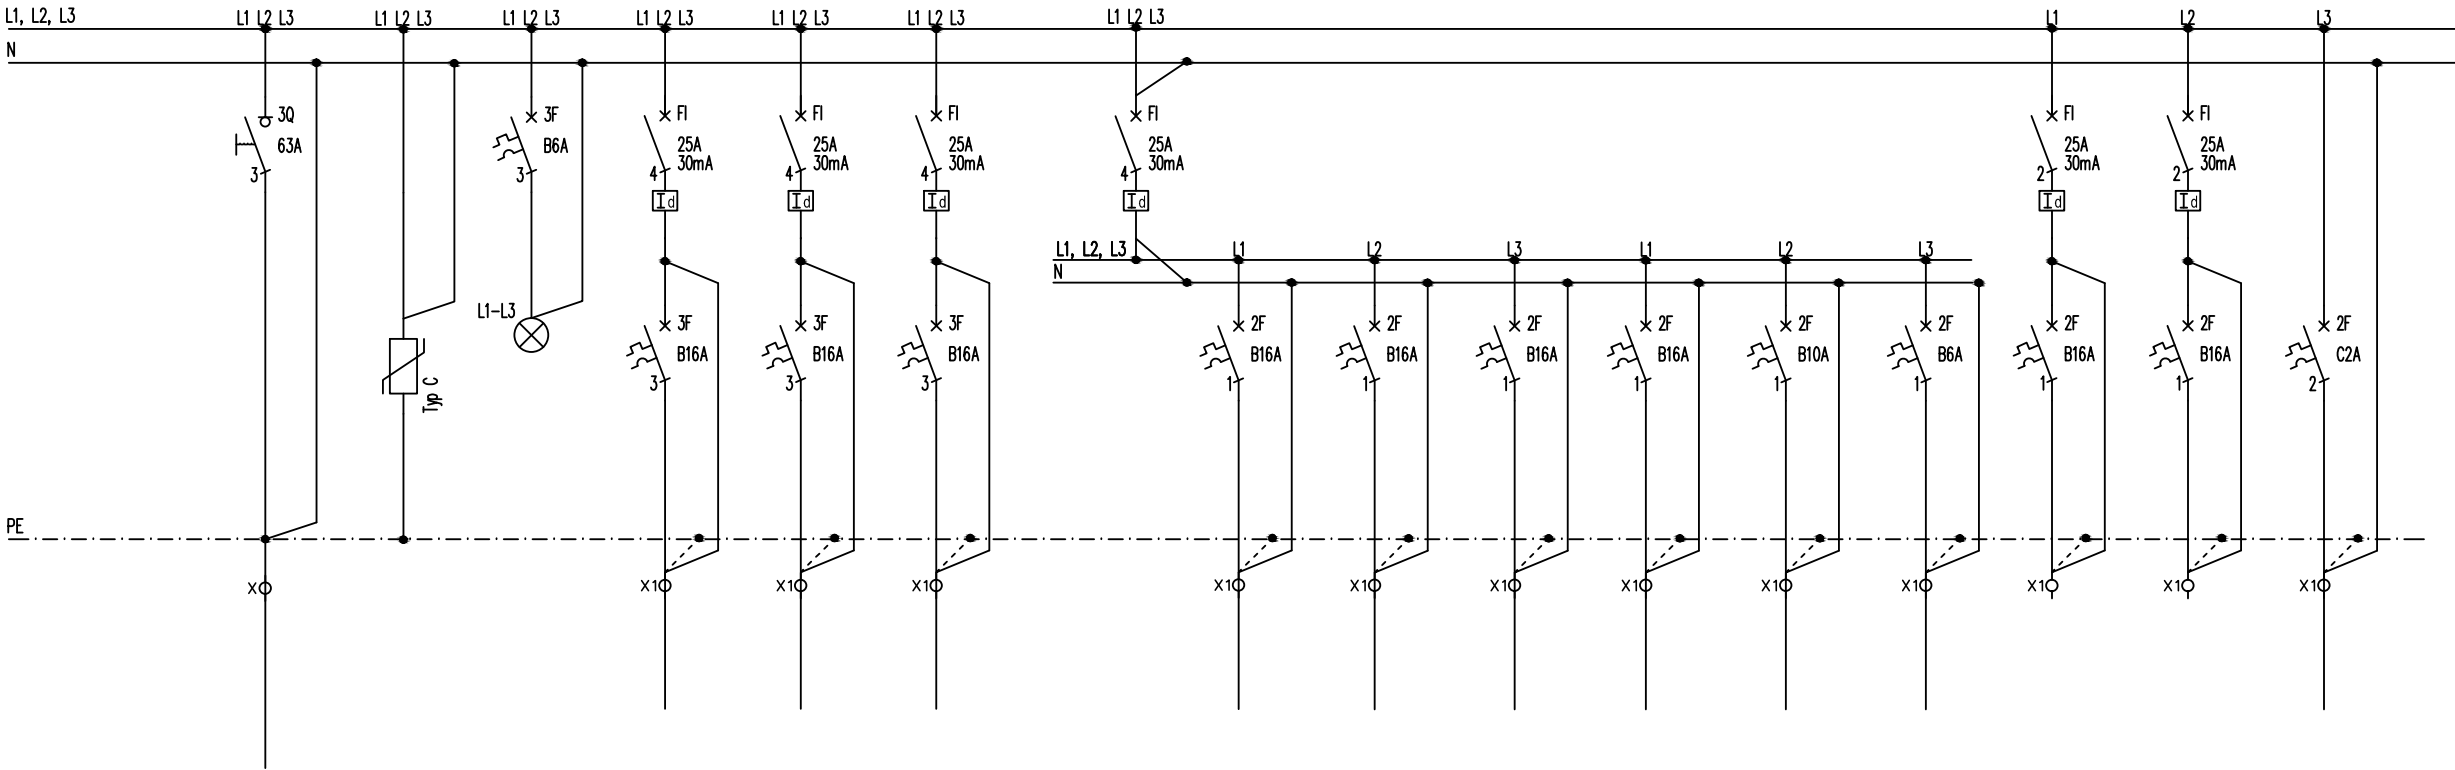 L1, L2, L3
L1 L2 L3
L1 L2 L3
L1 L2 L3
L1 L2 L3
L1 L2 L3
L1 L2 L3
L1 L2 L3
L1
L2
L3
N
3Q
63A
3
3F
B6A
3
FI
25A
30mA
4
Id
FI
25A
30mA
4
Id
FI
25A
30mA
4
Id
FI
25A
30mA
4
Id
FI
25A
30mA
2
Id
FI
25A
30mA
2
Id
L1, L2, L3
L1
L2
L3
L1
L2
L3
N
L1-L3
Typ C
3F
B16A
3
3F
B16A
3
3F
B16A
3
2F
B16A
1
2F
B16A
1
2F
B16A
1
2F
B16A
1
2F
B10A
1
2F
B6A
1
2F
B16A
1
2F
B16A
1
2F
C2A
2
PE
X
X1
X1
X1
X1
X1
X1
X1
X1
X1
X1
X1
X1